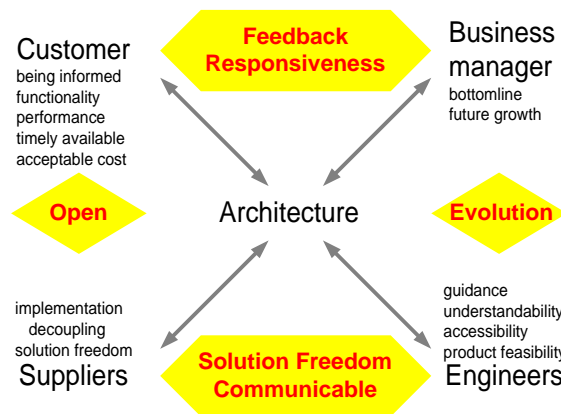 Customer
being informed
functionality
performance
timely available
acceptable cost
Feedback
Responsiveness
Business
manager
bottomline
future growth
Open
Architecture
Evolution
implementation
decoupling
solution freedom
Suppliers
Solution Freedom
Communicable
guidance
understandability
accessibility
product feasibility
Engineers